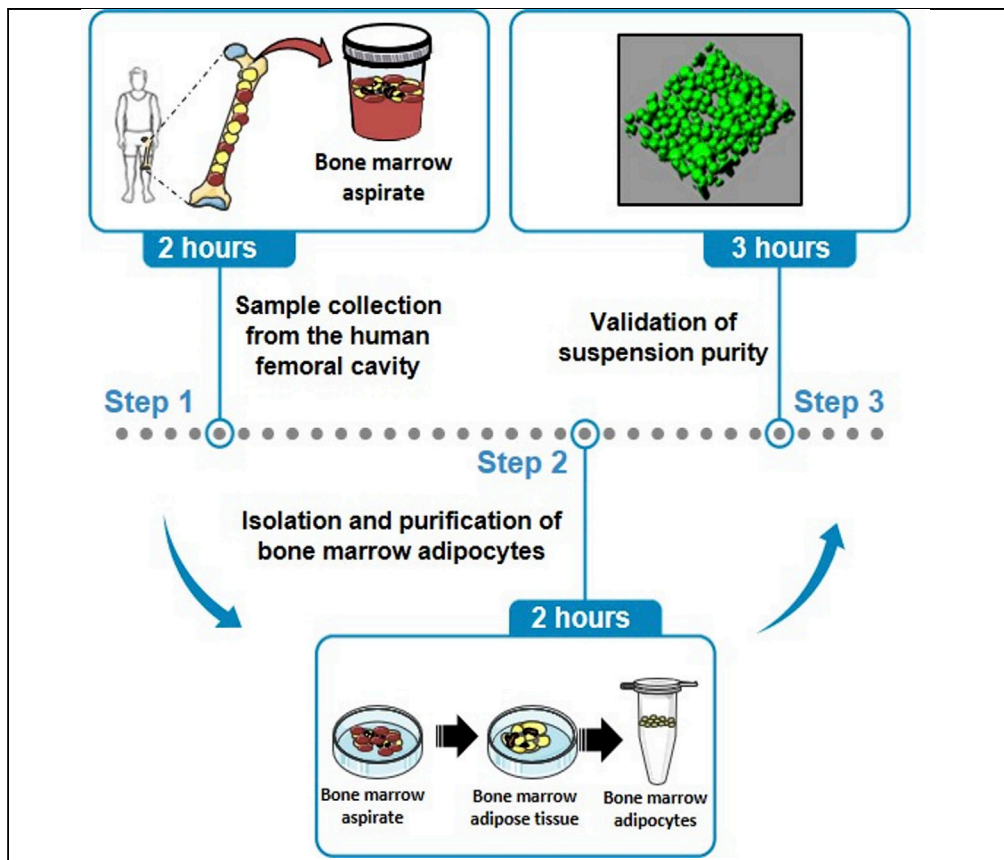 Bone marrow
aspirate
2 hours
3 hours
Sample collection
from the human
femoral cavity
Validation of
suspension purity
Step 1
Step 3
Step 2
Isolation and purification of
bone marrow adipocytes
2 hours
Bone marrow
aspirate
Bone marrow
adipose tissue
Bone marrow
adipocytes